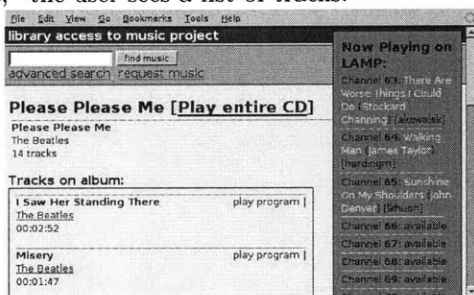 the user sees a list of tracks.
File Edit View Go Bookmarks Tools Help
library access to music project
find music
advanced search request music
Please Please Me [Play entire CD]
Please Please Me
The Beatles
14 tracks
Tracks on album:
I Saw Her Standing There play program |
The Beatles
00:02:52
Misery play program |
The Beatles
00:01:47
Now Playing on
LAMP:
Channel 63: There Are
Worse Things I Could
Do (Stockard
Channing) [akowalsk]
Channel 64: Walking
Man (James Taylor)
[hardingm]
Channel 65: Sunshine
On My Shoulders (John
Denver)
Channel 66: available
Channel 67: available
Channel 68: available
Channel 69: available